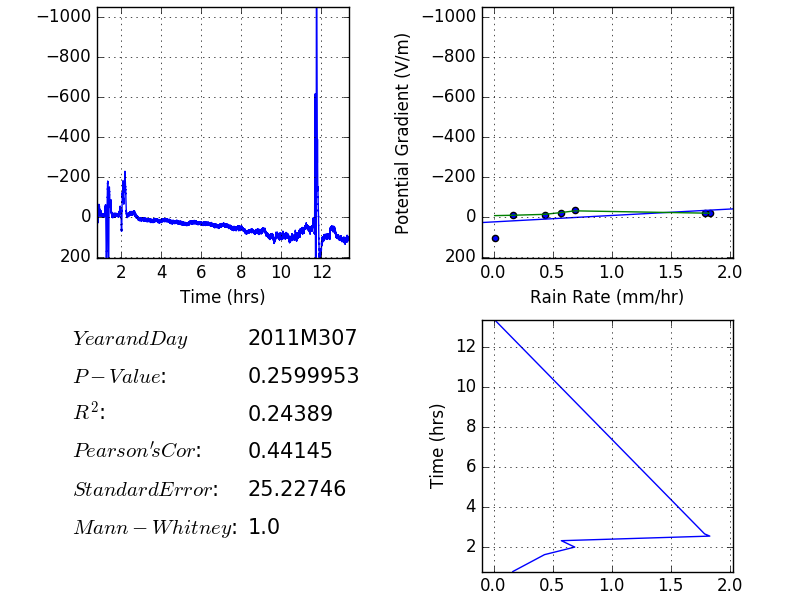 −1000
−800
−600
−400
−200
0
200
2 4 6 8 10 12
Time (hrs)
Potential Gradient (V/m)
−1000
−800
−600
−400
−200
0
200
0.0 0.5 1.0 1.5 2.0
Rain Rate (mm/hr)
YearandDay 2011M307
P−Value: 0.2599953
R²: 0.24389
Pearson'sCor: 0.44145
StandardError: 25.22746
Mann−Whitney: 1.0
Time (hrs)
12
10
8
6
4
2
0.0 0.5 1.0 1.5 2.0